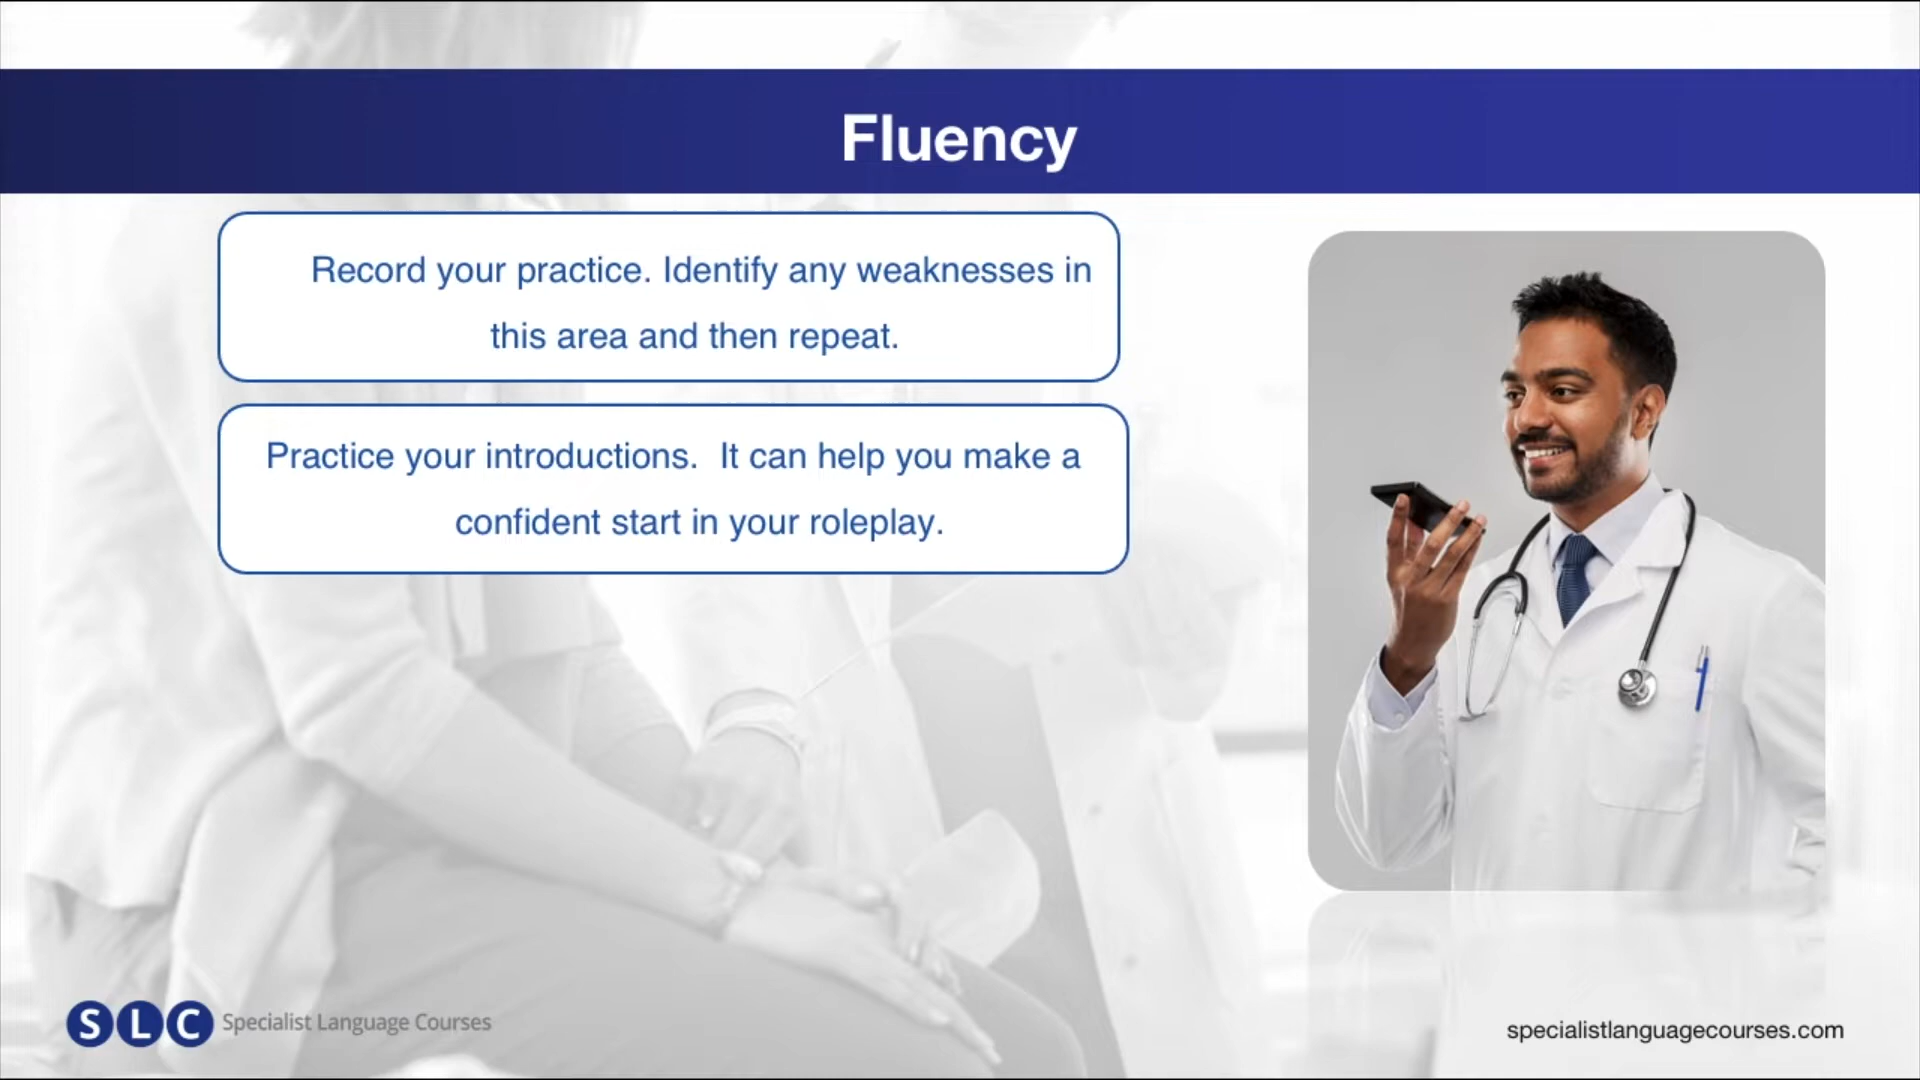 Fluency
Record your practice. Identify any weaknesses in
this area and then repeat.
Practice your introductions.  It can help you make a
confident start in your roleplay.
SLC Specialist Language Courses
specialistlanguagecourses.com